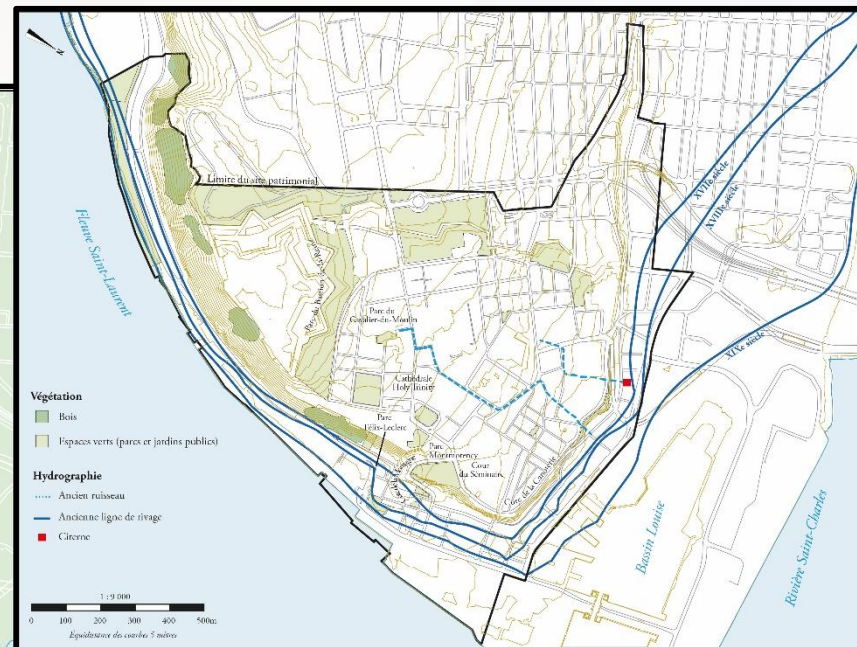 N
Limite du site patrimonial
XVIIe siècle
XVIIIe siècle
XIXe siècle
Fleuve Saint-Laurent
Parc du
Cavalier-du-Moulin
Cathédrale
Holy Trinity
Parc
Félix-Leclerc
Parc
Montmorency
Cour
du Séminaire
Côte de la Canoterie
Bassin Louise
Rivière Saint-Charles
Végétation
Bois
Espaces verts (parcs et jardins publics)
Hydrographie
Ancien ruisseau
Ancienne ligne de rivage
Citerne
1 : 9 000
0 100 200 300 400 500m
Équidistance des courbes 5 mètres